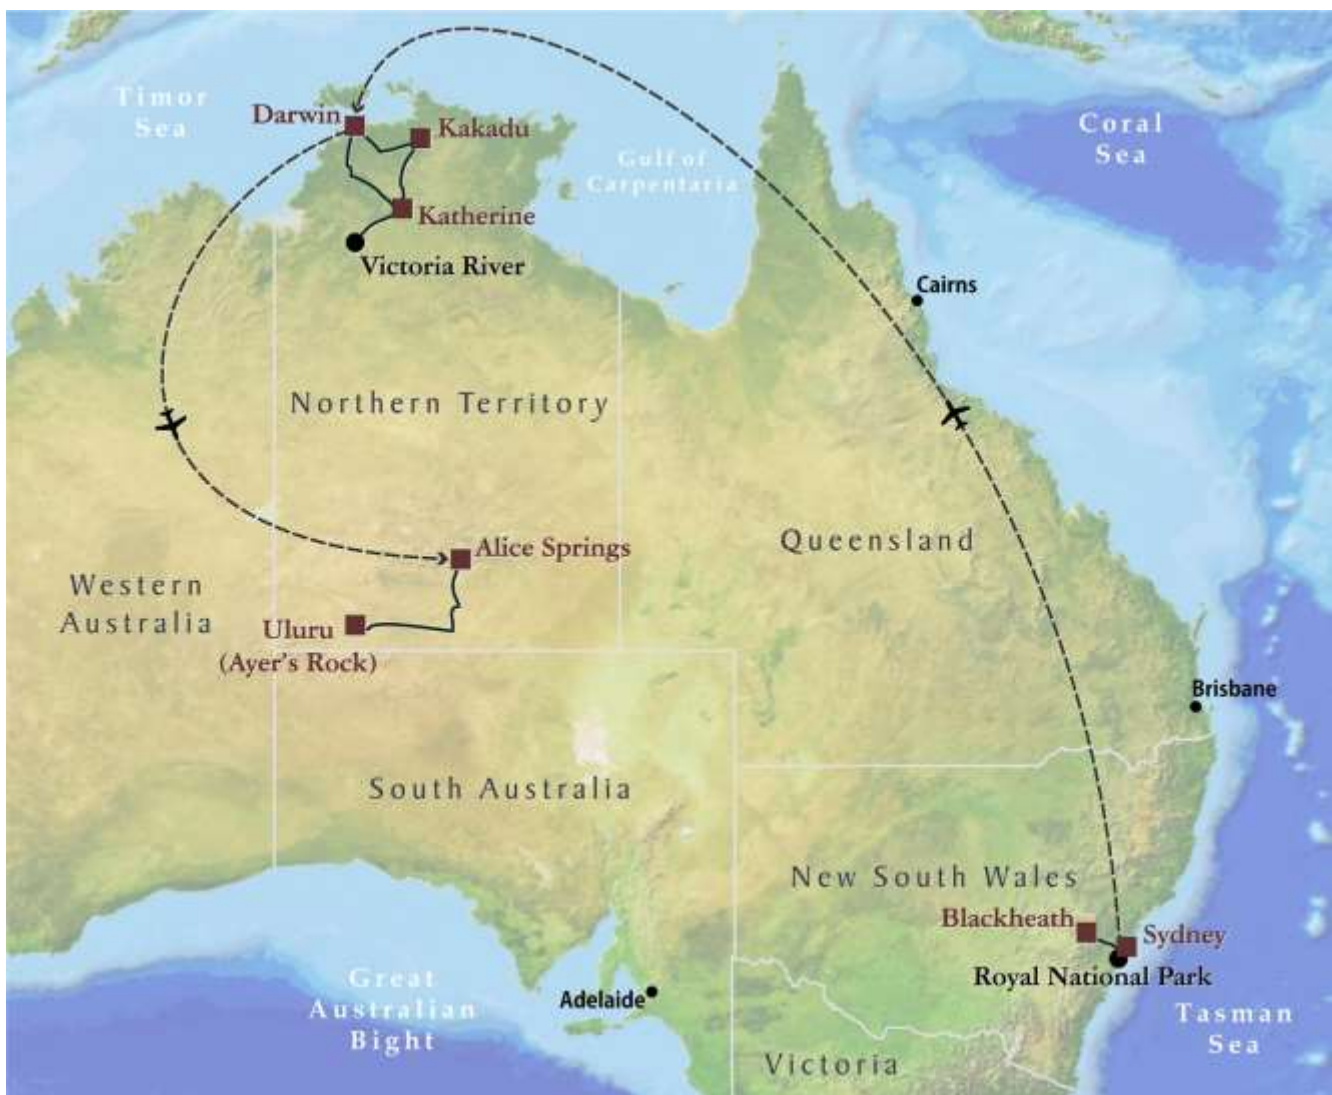 Timor
Sea
Darwin
Kakadu
Coral
Sea
Gulf of
Carpentaria
Katherine
Victoria River
Cairns
Northern Territory
Queensland
Alice Springs
Western
Australia
Uluru
(Ayer's Rock)
Brisbane
South Australia
New South Wales
Blackheath
Sydney
Royal National Park
Great
Australian
Bight
Adelaide
Tasman
Sea
Victoria